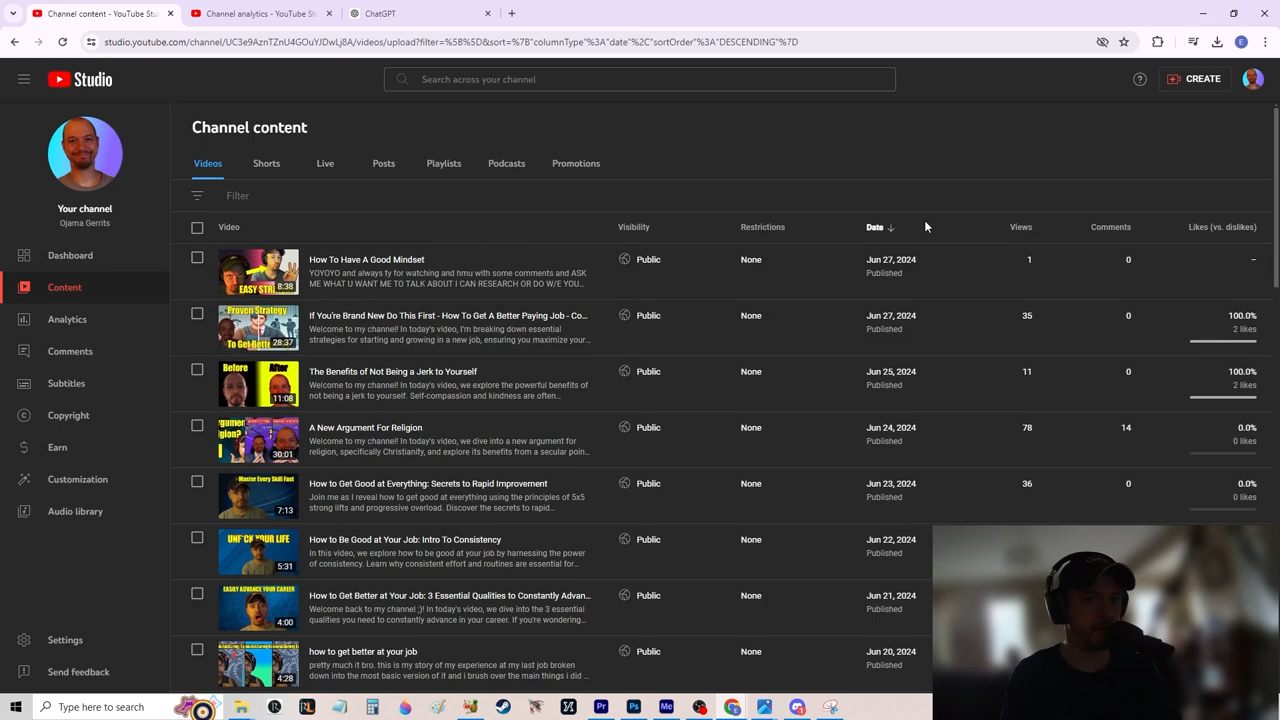 Channel content - YouTube Stu
Channel analytics - YouTube Stu
ChatGPT
studio.youtube.com/channel/UC3e9AznTZnU4GOuYJDwLj8A/videos/upload?filter=%5B%5D&sort=%7B"columnType"%3A"date"%2C"sortOrder"%3A"DESCENDING"%7D
E
Studio
Search across your channel
CREATE
Your channel
Ojama Gerrits
Dashboard
Content
Analytics
Comments
Subtitles
Copyright
Earn
Customization
Audio library
Settings
Send feedback
Channel content
Videos Shorts Live Posts Playlists Podcasts Promotions
Filter
Video Visibility Restrictions Date Views Comments Likes (vs. dislikes)
EASY STR
8:38
How To Have A Good Mindset
YOYOYO and always ty for watching and hmu with some comments and ASK
ME WHAT U WANT ME TO TALK ABOUT I CAN RESEARCH OR DO W/E YOU...
Public None Jun 27, 2024 1 0 –
Published
Proven Strategy
To Get Bette
28:37
If You're Brand New Do This First - How To Get A Better Paying Job - Co...
Welcome to my channel! In today's video, I'm breaking down essential
strategies for starting and growing in a new job, ensuring you maximize your...
Public None Jun 27, 2024 35 0 100.0%
Published 2 likes
Before After
11:08
The Benefits of Not Being a Jerk to Yourself
Welcome to my channel! In today's video, we explore the powerful benefits of
not being a jerk to yourself. Self-compassion and kindness are often...
Public None Jun 25, 2024 11 0 100.0%
Published 2 likes
30:01
A New Argument For Religion
Welcome to my channel! In today's video, we dive into a new argument for
religion, specifically Christianity, and explore its benefits from a secular poin...
Public None Jun 24, 2024 78 14 0.0%
Published 0 likes
Master Every Skill Fast
7:13
How to Get Good at Everything: Secrets to Rapid Improvement
Join me as I reveal how to get good at everything using the principles of 5x5
strong lifts and progressive overload. Discover the secrets to rapid...
Public None Jun 23, 2024 36 0 0.0%
Published 0 likes
UNF*CK YOUR LIFE
5:31
How to Be Good at Your Job: Intro To Consistency
In this video, we explore how to be good at your job by harnessing the power
of consistency. Learn why consistent effort and routines are essential for...
Public None Jun 22, 2024
Published
EASILY ADVANCE YOUR CAREER
4:00
How to Get Better at Your Job: 3 Essential Qualities to Constantly Advan...
Welcome back to my channel ;)! In today's video, we dive into the 3 essential
qualities you need to constantly advance in your career. If you're wondering...
Public None Jun 21, 2024
Published
4:28
how to get better at your job
pretty much it bro. this is my story of my experience at my last job broken
down into the most basic version of it and i brush over the main things i did ...
Public None Jun 20, 2024
Published
Type here to search